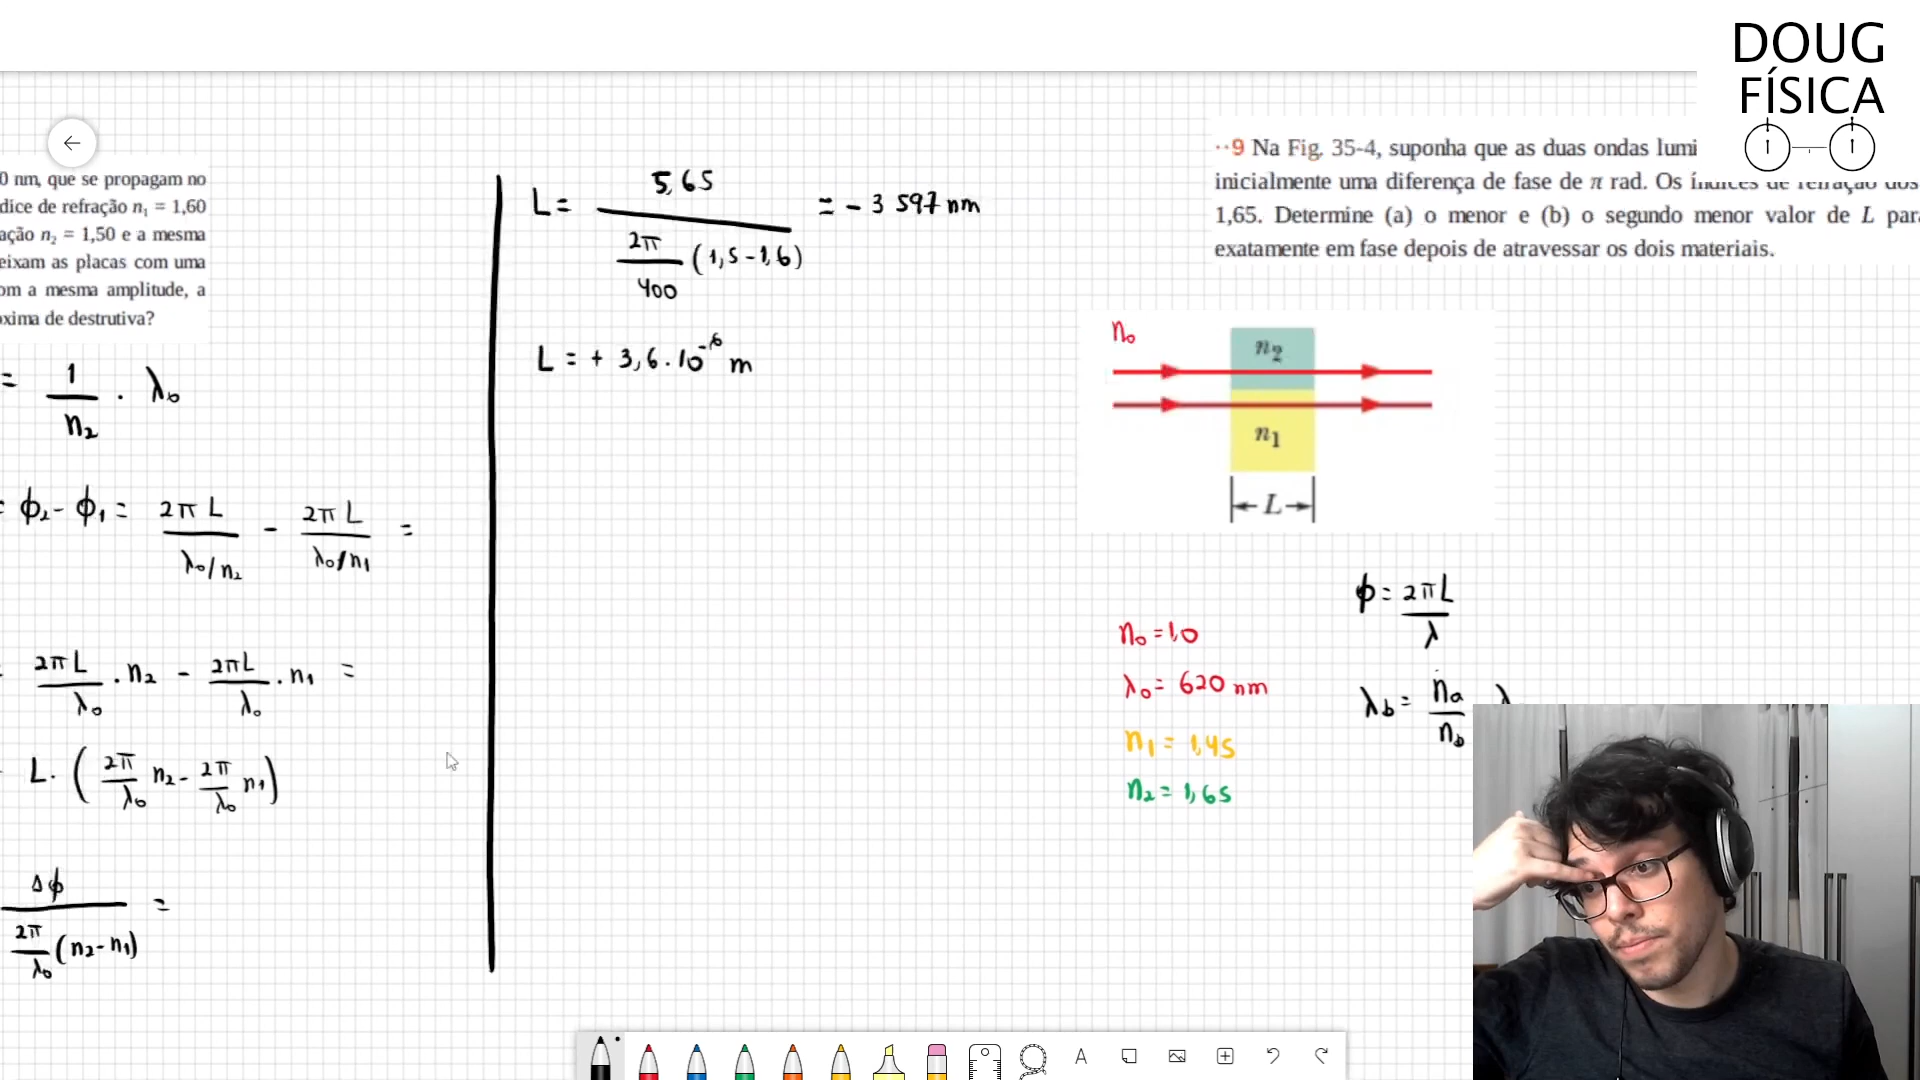 DOUG
FÍSICA
0 nm, que se propagam no
dice de refração n₁ = 1,60
ação n₂ = 1,50 e a mesma
eixam as placas com uma
om a mesma amplitude, a
oxima de destrutiva?
= 1/n₂ · λ₀
= ϕ₂ - ϕ₁ = 2πL/(λ₀/n₂) - 2πL/(λ₀/n₁) =
2πL/λ₀ · n₂ - 2πL/λ₀ · n₁ =
L · (2π/λ₀ n₂ - 2π/λ₀ n₁)
Δϕ / (2π/λ₀ (n₂ - n₁)) =
L = 5,65 / (2π/400 (1,5 - 1,6)) = - 3 597 nm
L = + 3,6 . 10⁻⁶ m
··9 Na Fig. 35-4, suponha que as duas ondas lumi
inicialmente uma diferença de fase de π rad. Os índices de refração dos
1,65. Determine (a) o menor e (b) o segundo menor valor de L par
exatamente em fase depois de atravessar os dois materiais.
n₀
n₂
n₁
L
n₀ = 1,0
λ₀ = 620 nm
n₁ = 1,45
n₂ = 1,65
ϕ = 2πL/λ
λb = na/nb λ
A